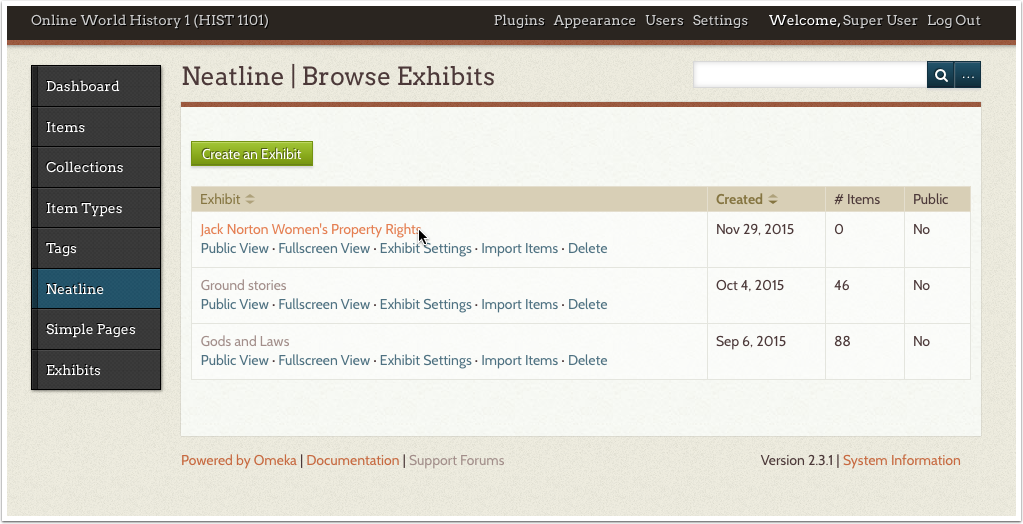 Online World History 1 (HIST 1101)
Plugins Appearance Users Settings Welcome, Super User Log Out
Neatline | Browse Exhibits
...
Dashboard
Items
Collections
Item Types
Tags
Neatline
Simple Pages
Exhibits
Create an Exhibit
Exhibit Created # Items Public
Jack Norton Women's Property Rights Nov 29, 2015 0 No
Public View · Fullscreen View · Exhibit Settings · Import Items · Delete
Ground stories Oct 4, 2015 46 No
Public View · Fullscreen View · Exhibit Settings · Import Items · Delete
Gods and Laws Sep 6, 2015 88 No
Public View · Fullscreen View · Exhibit Settings · Import Items · Delete
Powered by Omeka | Documentation | Support Forums Version 2.3.1 | System Information